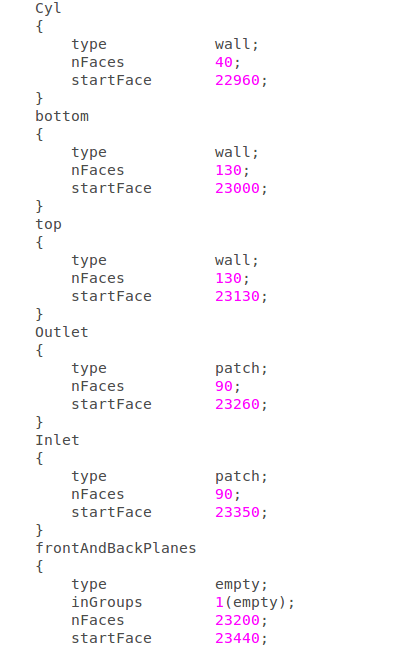 Cyl
{
    type            wall;
    nFaces          40;
    startFace       22960;
}
bottom
{
    type            wall;
    nFaces          130;
    startFace       23000;
}
top
{
    type            wall;
    nFaces          130;
    startFace       23130;
}
Outlet
{
    type            patch;
    nFaces          90;
    startFace       23260;
}
Inlet
{
    type            patch;
    nFaces          90;
    startFace       23350;
}
frontAndBackPlanes
{
    type            empty;
    inGroups        1(empty);
    nFaces          23200;
    startFace       23440;